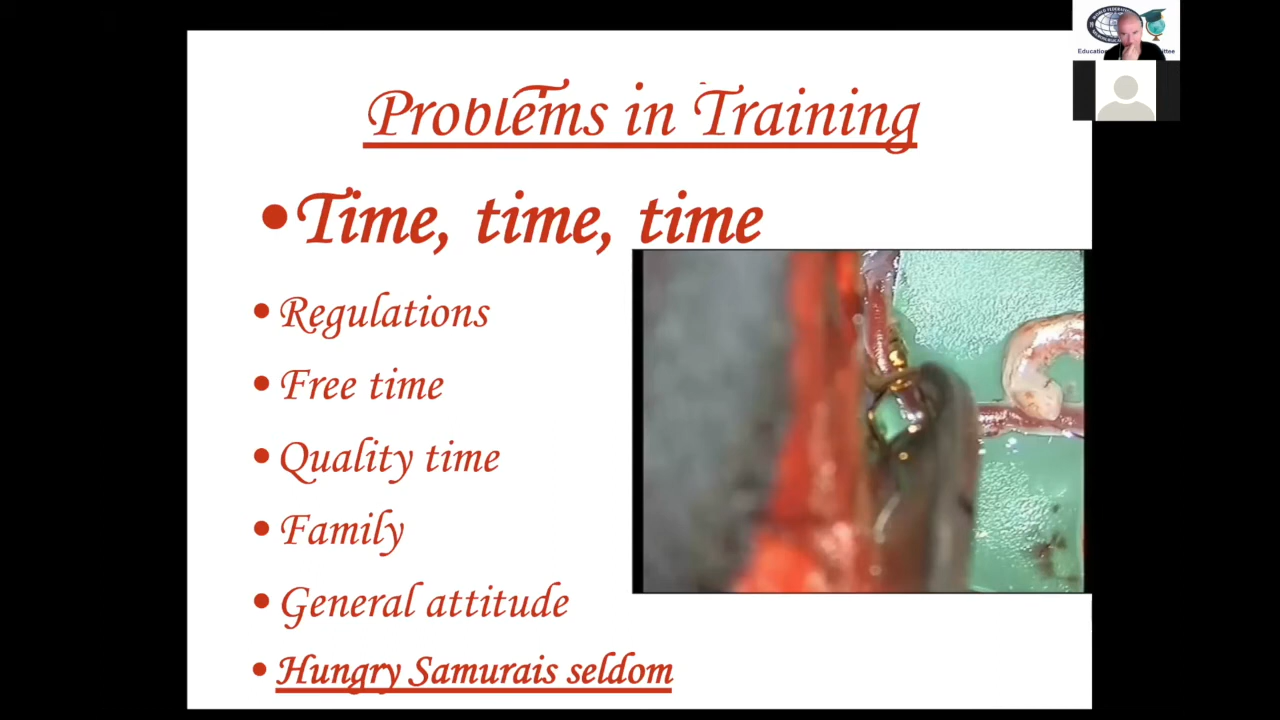 Problems in Training
•Time, time, time
• Regulations
• Free time
• Quality time
• Family
• General attitude
• Hungry Samurais seldom